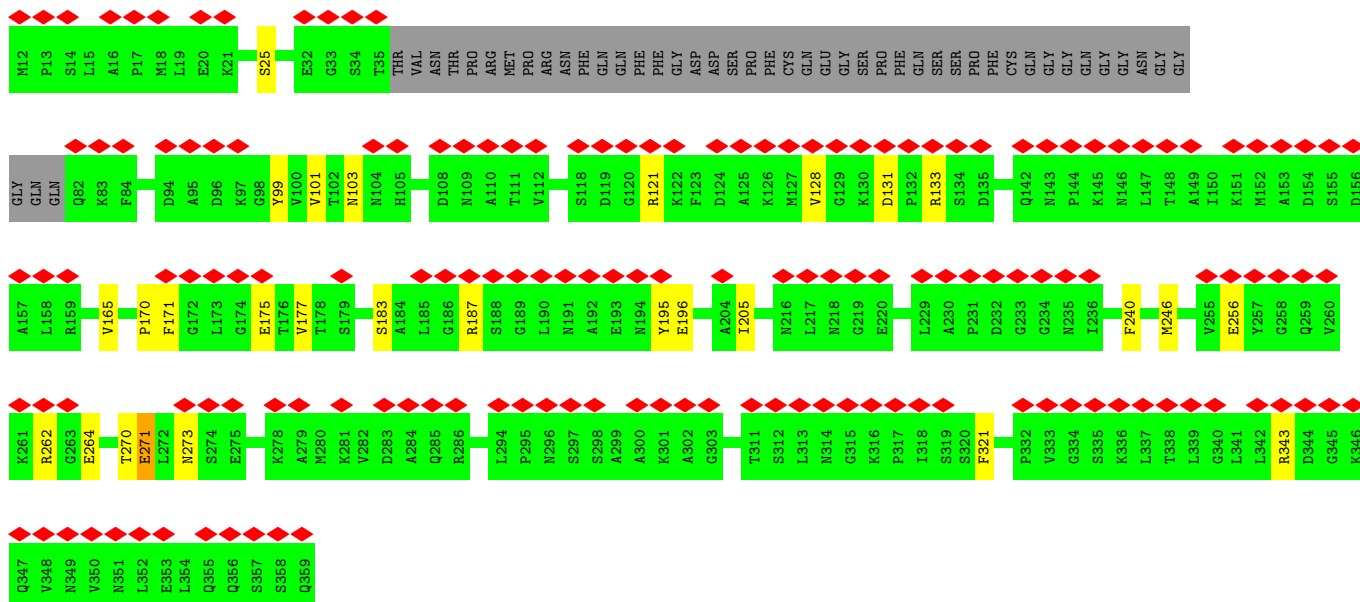 M12 P13 S14 L15 A16 P17 M18 L19 E20 K21 S25 E32 G33 S34 T35 THR VAL ASN THR PRO ARG MET PRO ARG ASN PHE GLN GLN PHE PHE GLY ASP ASP SER PRO PHE CYS GLN GLU GLY SER PRO PHE GLN SER SER PRO PHE CYS GLN GLY GLY GLN GLY GLY ASN GLY GLY
GLY GLN GLN Q82 K83 F84 D94 A95 D96 K97 G98 Y99 V100 V101 T102 N103 N104 H105 D108 N109 A110 T111 V112 S118 D119 G120 R121 K122 F123 D124 A125 K126 M127 V128 G129 K130 D131 P132 R133 S134 D135 Q142 N143 P144 K145 N146 L147 T148 A149 I150 K151 M152 A153 D154 S155 D156
A157 L158 R159 V165 P170 F171 G172 L173 G174 E175 T176 V177 T178 S179 S183 A184 L185 G186 R187 S188 G189 L190 N191 A192 E193 N194 Y195 E196 A204 I205 N216 L217 N218 G219 E220 L229 A230 P231 D232 G233 G234 N235 I236 F240 M246 V255 E256 Y257 G258 Q259 V260
K261 R262 G263 E264 T270 E271 L272 N273 S274 E275 K278 A279 M280 K281 V282 D283 A284 Q285 R286 L294 P295 N296 S297 S298 A299 A300 K301 A302 G303 T311 S312 L313 N314 G315 K316 P317 I318 S319 S320 F321 P332 V333 G334 S335 K336 L337 T338 L339 G340 L341 L342 R343 D344 G345 K346
Q347 V348 N349 V350 N351 L352 E353 L354 Q355 Q356 S357 S358 Q359